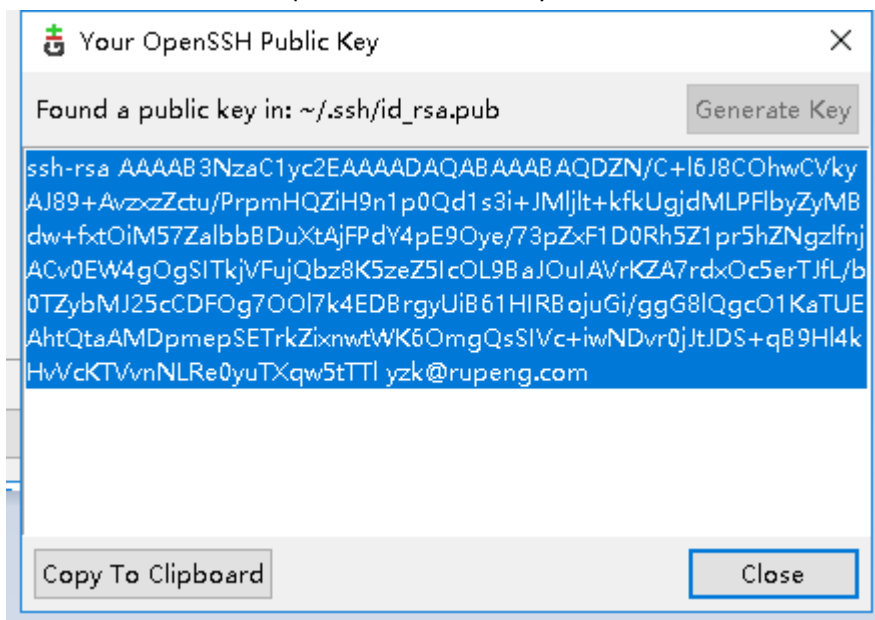 Your OpenSSH Public Key
Found a public key in: ~/.ssh/id_rsa.pub
Generate Key
ssh-rsa AAAAB3NzaC1yc2EAAAADAQABAAABAQDZN/C+l6J8COhwCVky
AJ89+AvzxzZctu/PrpmHQZiH9n1p0Qd1s3i+JMljlt+kfkUgjdMLPFlbyZyMB
dw+fxtOiM57ZalbbBDuXtAjFPdY4pE9Oye/73pZxF1D0Rh5Z1pr5hZNgzlfnj
ACv0EW4gOgSITkjVFujQbz8K5zeZ5IcOL9BaJOulAVrKZA7rdxOc5erTJfL/b
0TZybMJ25cCDFOg7OOl7k4EDBrgyUiB61HIRBojuGi/ggG8lQgcO1KaTUE
AhtQtaAMDpmepSETrkZixnwtWK6OmgQsSIVc+iwNDvr0jJtJDS+qB9Hl4k
HvVcKTVvnNLRe0yuTXqw5tTTl yzk@rupeng.com
Copy To Clipboard
Close